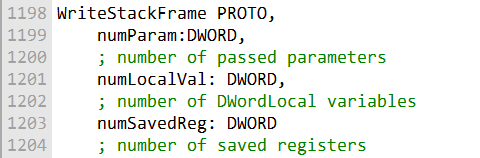 1198 WriteStackFrame PROTO,
1199     numParam:DWORD,
1200     ; number of passed parameters
1201     numLocalVal: DWORD,
1202     ; number of DWordLocal variables
1203     numSavedReg: DWORD
1204     ; number of saved registers